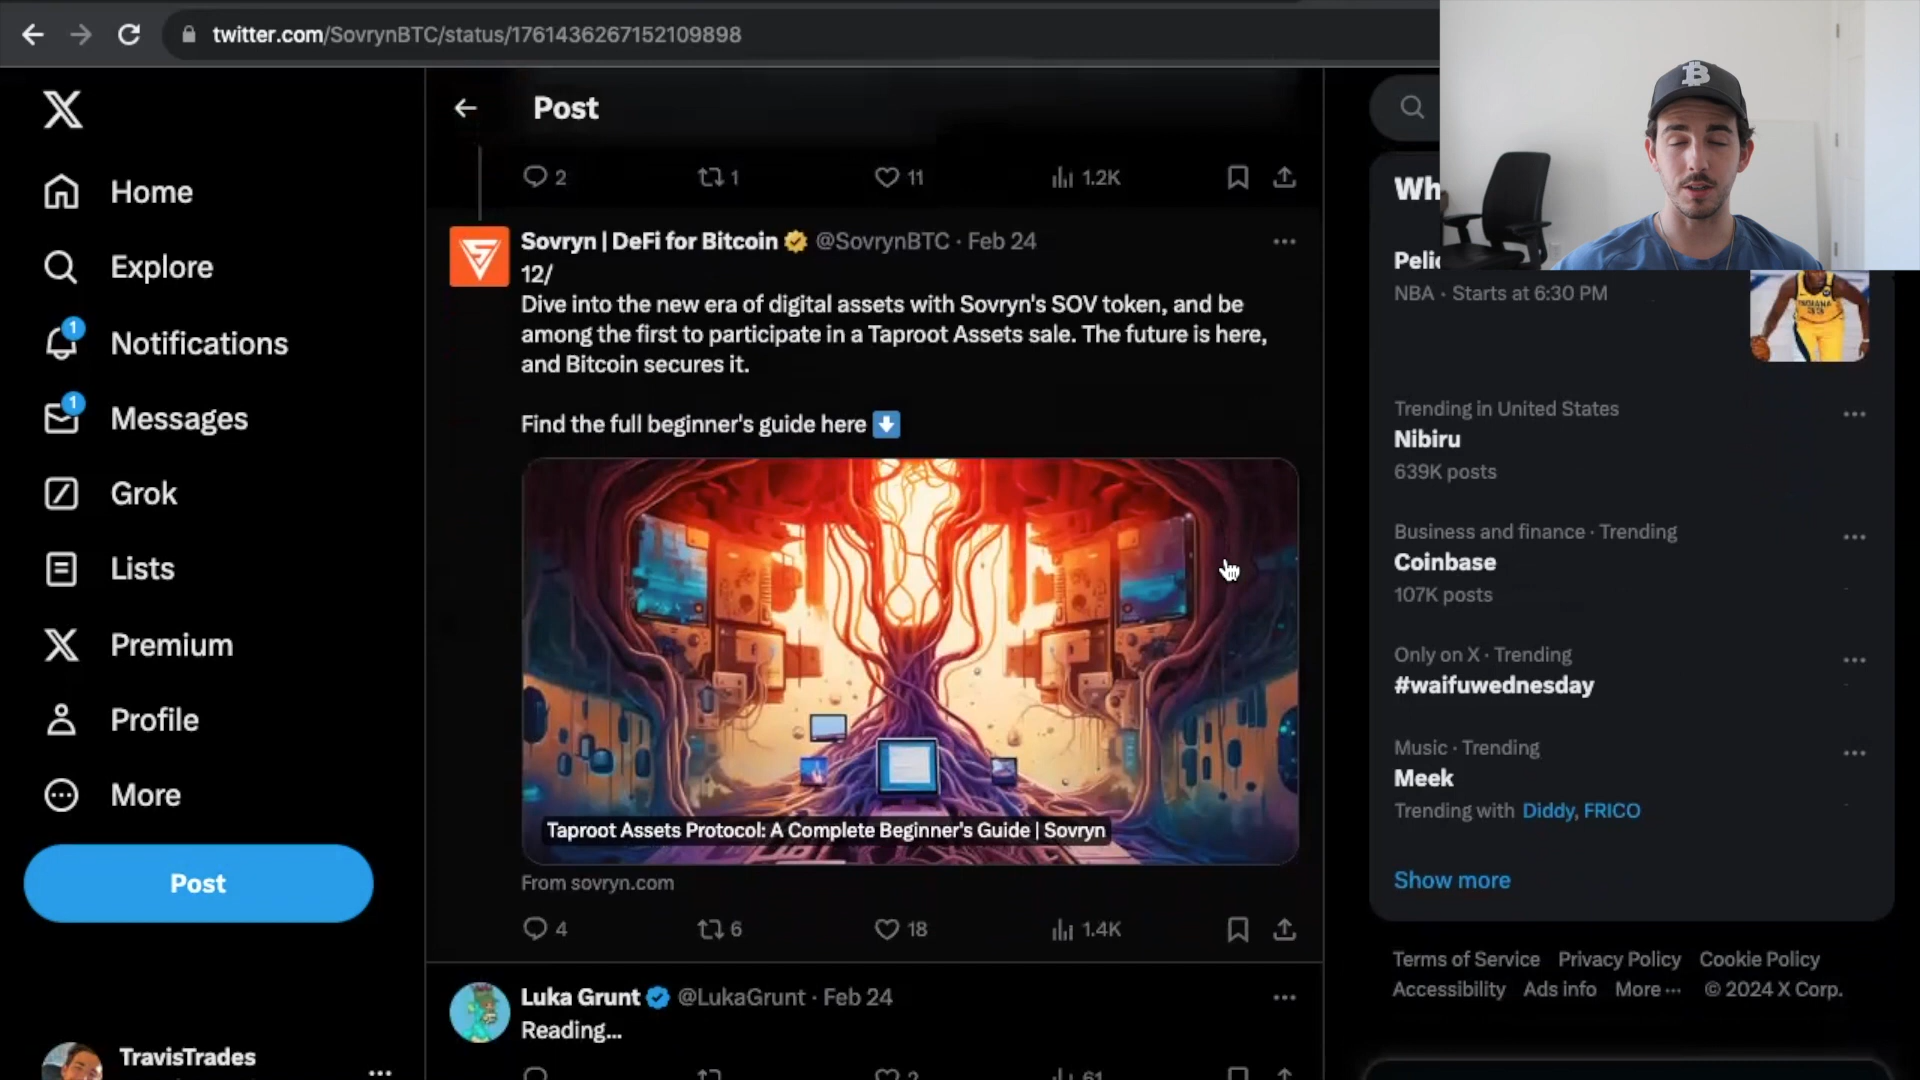 twitter.com/SovrynBTC/status/1761436267152109898
Home
Explore
1
Notifications
1
Messages
Grok
Lists
Premium
Profile
More
Post
TravisTrades
Post
2 1 11 1.2K
Sovryn | DeFi for Bitcoin @SovrynBTC · Feb 24
12/
Dive into the new era of digital assets with Sovryn's SOV token, and be
among the first to participate in a Taproot Assets sale. The future is here,
and Bitcoin secures it.
Find the full beginner's guide here
Taproot Assets Protocol: A Complete Beginner's Guide | Sovryn
From sovryn.com
4 6 18 1.4K
Luka Grunt @LukaGrunt · Feb 24
Reading...
2 61
Wh
Pelic
NBA · Starts at 6:30 PM
INDIANA
Trending in United States
Nibiru
639K posts
Business and finance · Trending
Coinbase
107K posts
Only on X · Trending
#waifuwednesday
Music · Trending
Meek
Trending with Diddy, FRICO
Show more
Terms of Service Privacy Policy Cookie Policy
Accessibility Ads info More ··· © 2024 X Corp.